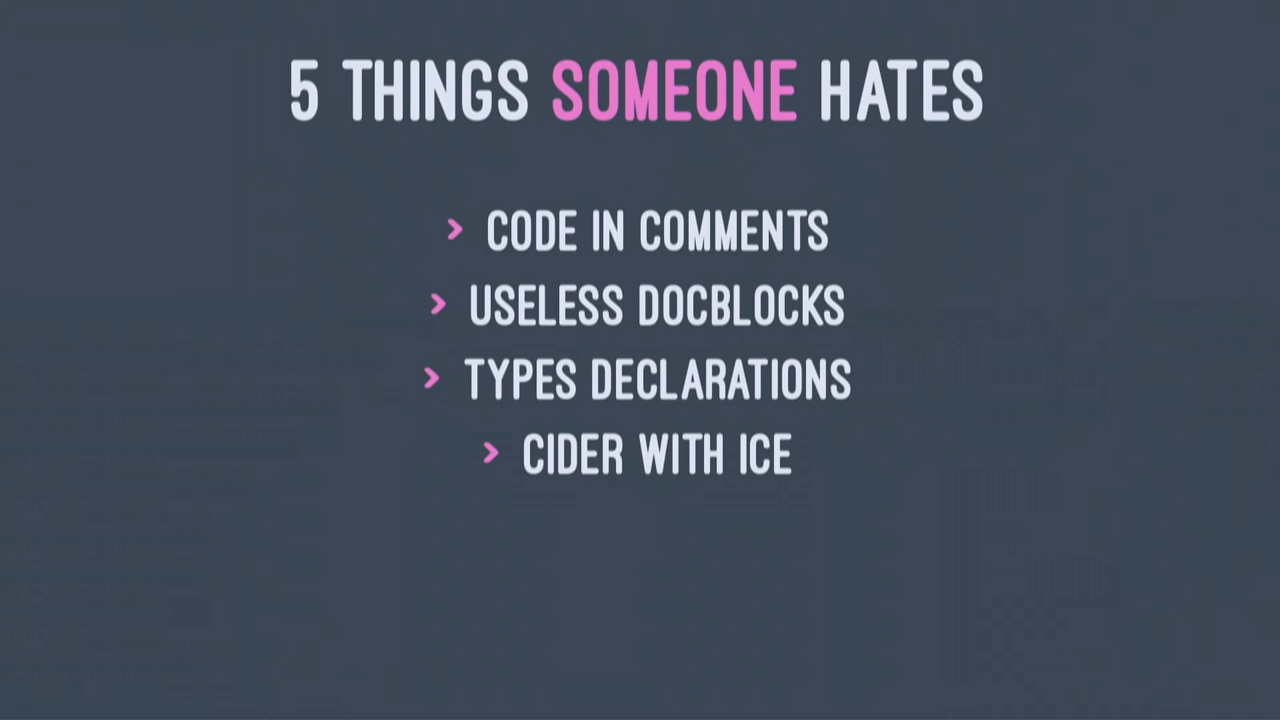 5 THINGS SOMEONE HATES
> CODE IN COMMENTS
> USELESS DOCBLOCKS
> TYPES DECLARATIONS
> CIDER WITH ICE